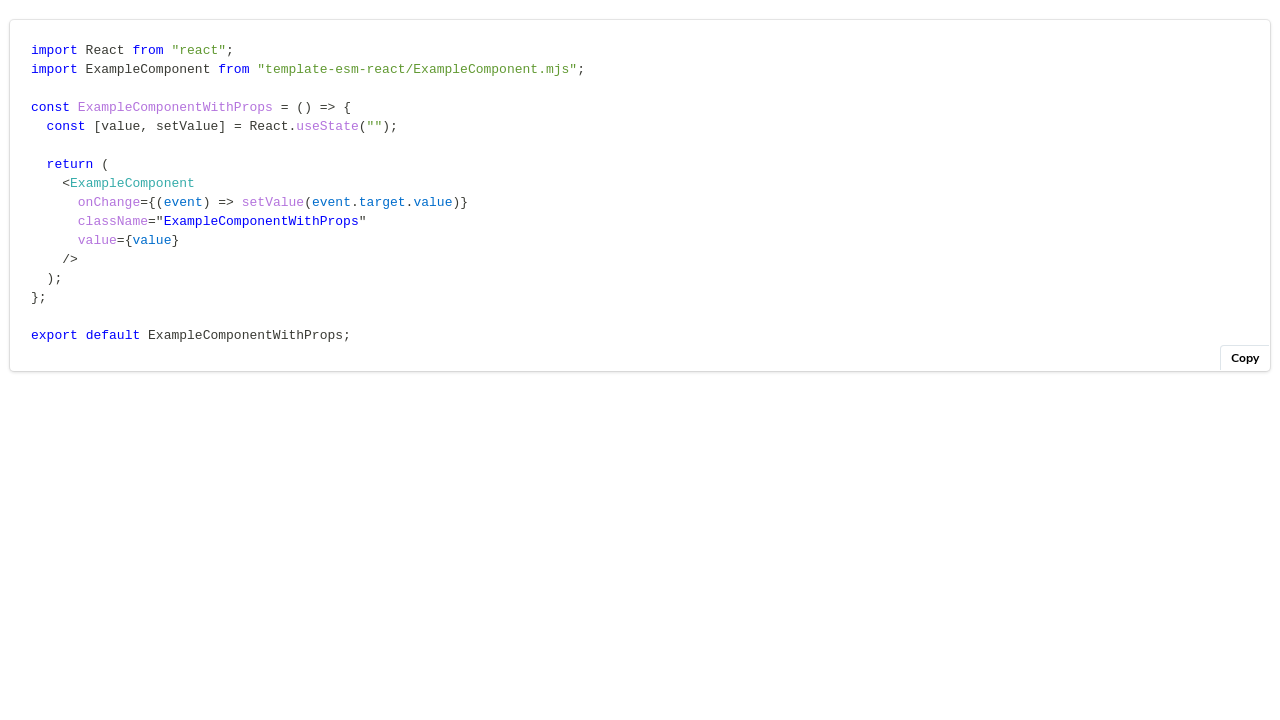 import React from "react";
import ExampleComponent from "template-esm-react/ExampleComponent.mjs";

const ExampleComponentWithProps = () => {
  const [value, setValue] = React.useState("");

  return (
    <ExampleComponent
      onChange={(event) => setValue(event.target.value)}
      className="ExampleComponentWithProps"
      value={value}
    />
  );
};

export default ExampleComponentWithProps;
Copy